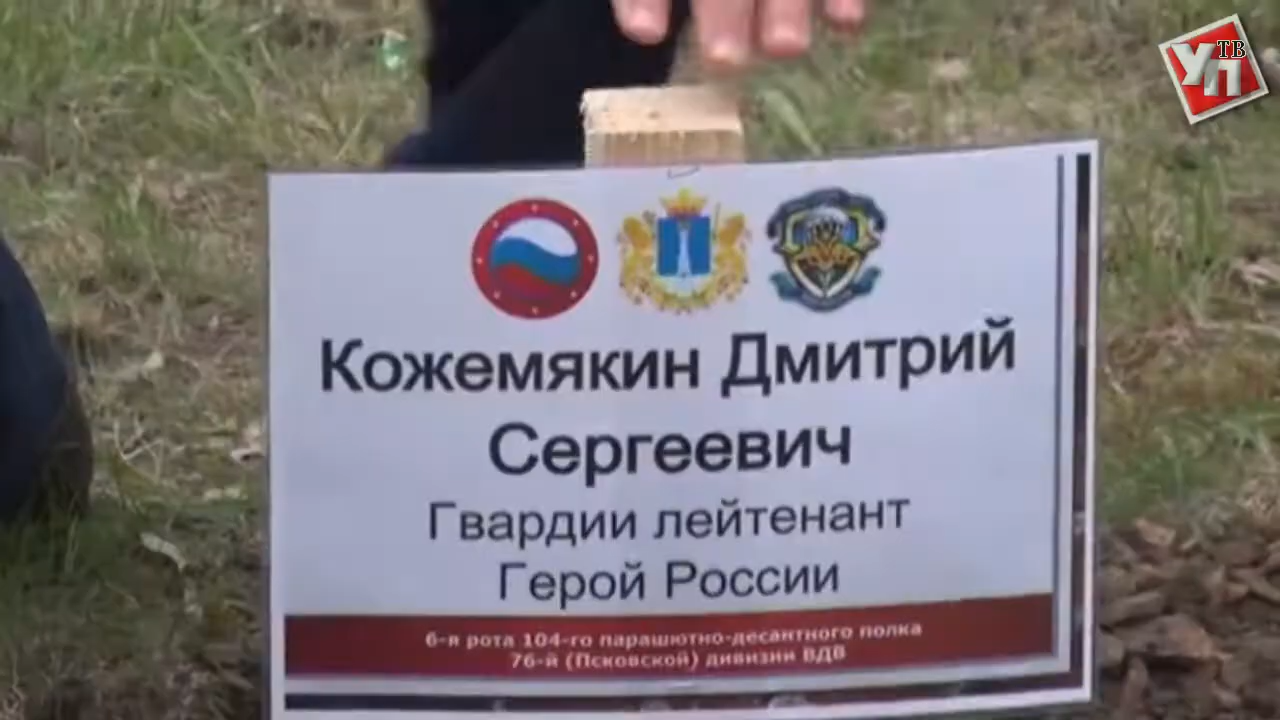 УП ТВ
Кожемякин Дмитрий
Сергеевич
Гвардии лейтенант
Герой России
6-я рота 104-го парашютно-десантного полка
76-й (Псковской) дивизии ВДВ